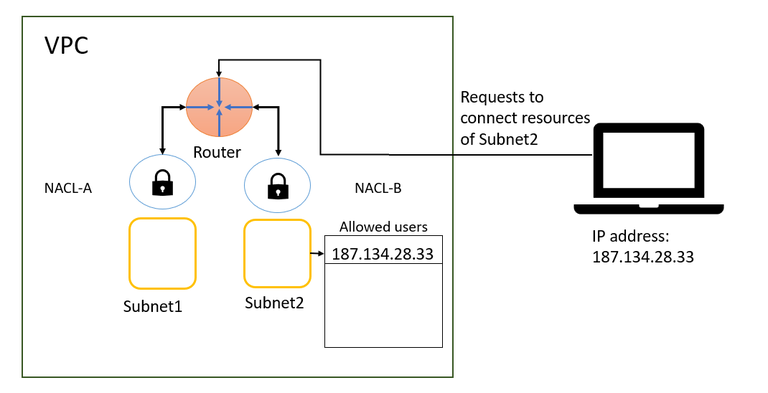 VPC
Requests to
connect resources
of Subnet2
Router
NACL-A
NACL-B
Allowed users
187.134.28.33
IP address:
187.134.28.33
Subnet1
Subnet2